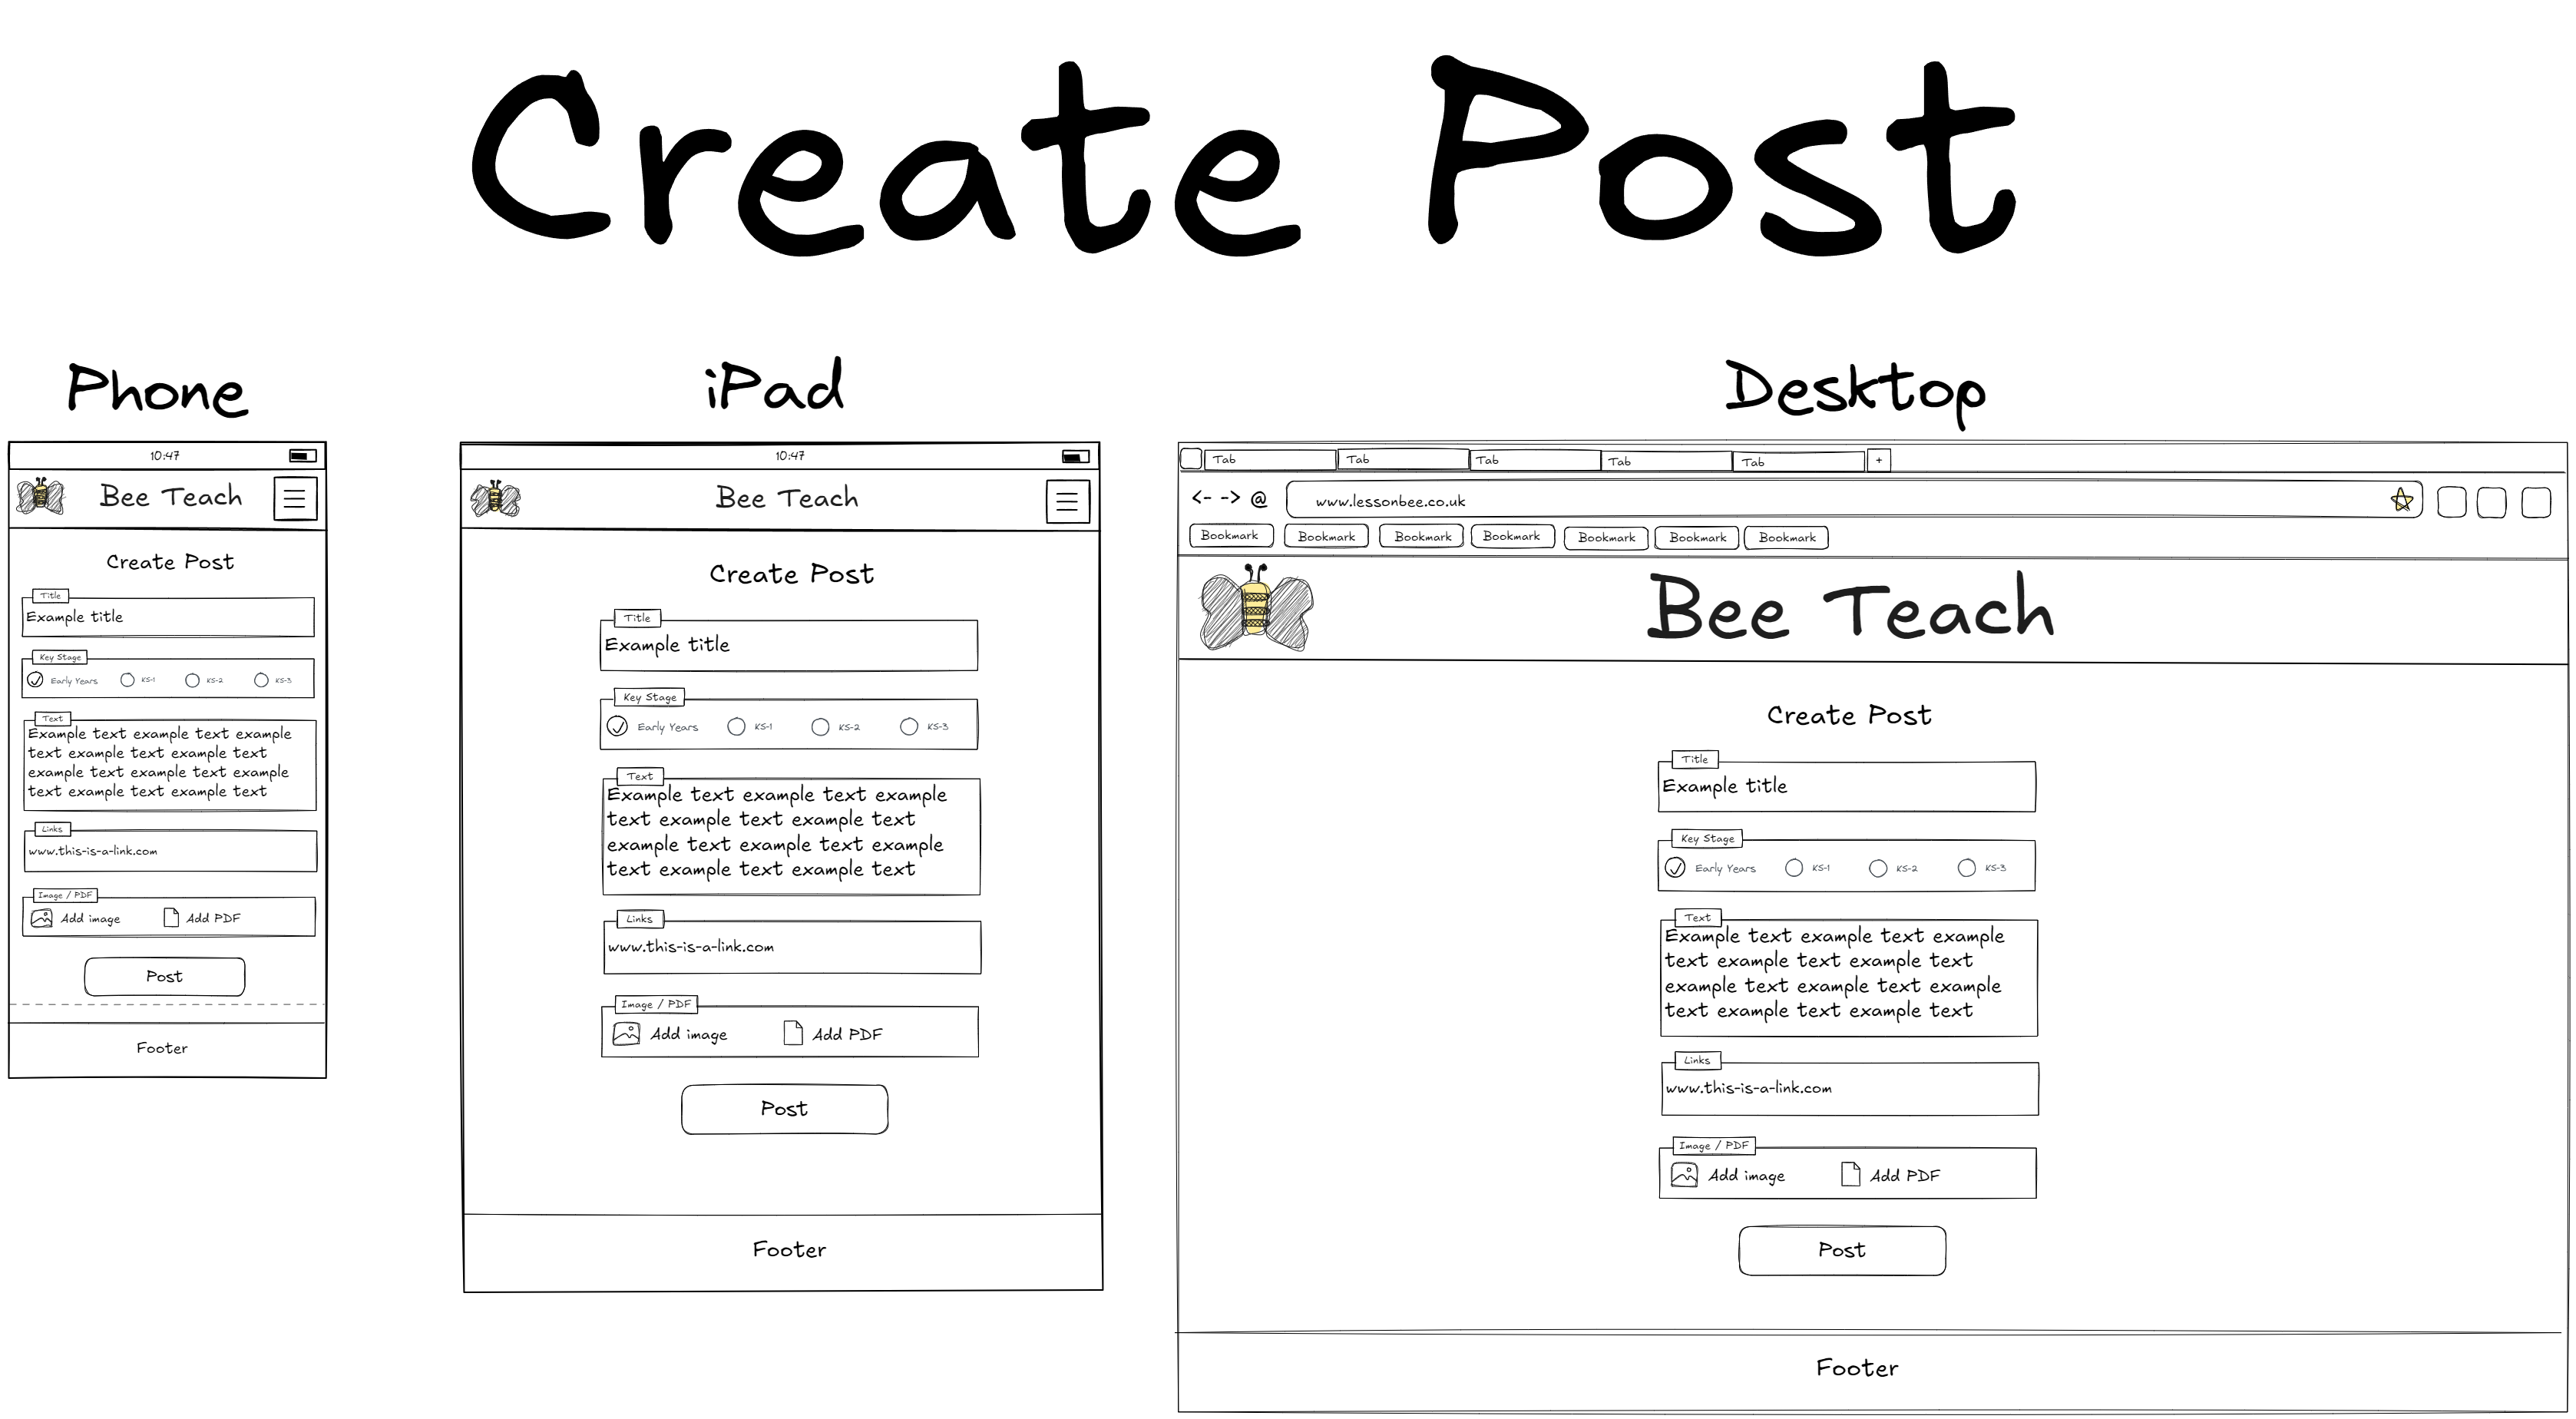 Create Post
Phone
10:47
Bee Teach
Create Post
Title
Example title
Key Stage
Early Years KS-1 KS-2 KS-3
Text
Example text example text example
text example text example text
example text example text example
text example text example text
Links
www.this-is-a-link.com
Image / PDF
Add image Add PDF
Post
Footer
iPad
10:47
Bee Teach
Create Post
Title
Example title
Key Stage
Early Years KS-1 KS-2 KS-3
Text
Example text example text example
text example text example text
example text example text example
text example text example text
Links
www.this-is-a-link.com
Image / PDF
Add image Add PDF
Post
Footer
Desktop
Tab Tab Tab Tab Tab +
<- -> @ www.lessonbee.co.uk
Bookmark Bookmark Bookmark Bookmark Bookmark Bookmark Bookmark
Bee Teach
Create Post
Title
Example title
Key Stage
Early Years KS-1 KS-2 KS-3
Text
Example text example text example
text example text example text
example text example text example
text example text example text
Links
www.this-is-a-link.com
Image / PDF
Add image Add PDF
Post
Footer